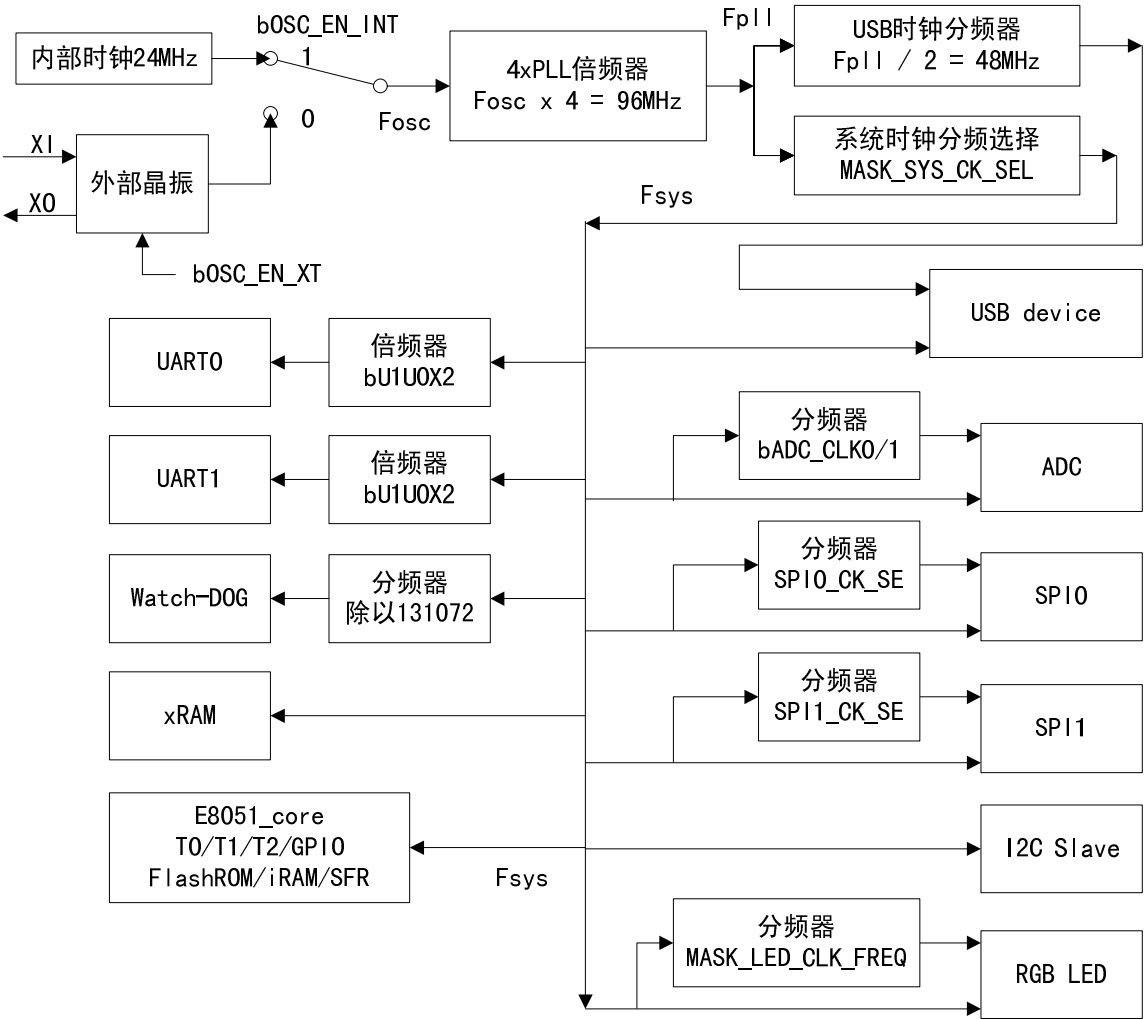 bOSC_EN_INT
内部时钟24MHz
1
0
Fosc
4xPLL倍频器
Fosc x 4 = 96MHz
Fpll
USB时钟分频器
Fpll / 2 = 48MHz
系统时钟分频选择
MASK_SYS_CK_SEL
XI
XO
外部晶振
bOSC_EN_XT
Fsys
USB device
UART0
倍频器
bU1U0X2
UART1
倍频器
bU1U0X2
分频器
bADC_CLK0/1
ADC
Watch-DOG
分频器
除以131072
分频器
SPI0_CK_SE
SPI0
xRAM
分频器
SPI1_CK_SE
SPI1
E8051_core
T0/T1/T2/GPIO
FlashROM/iRAM/SFR
Fsys
I2C Slave
分频器
MASK_LED_CLK_FREQ
RGB LED